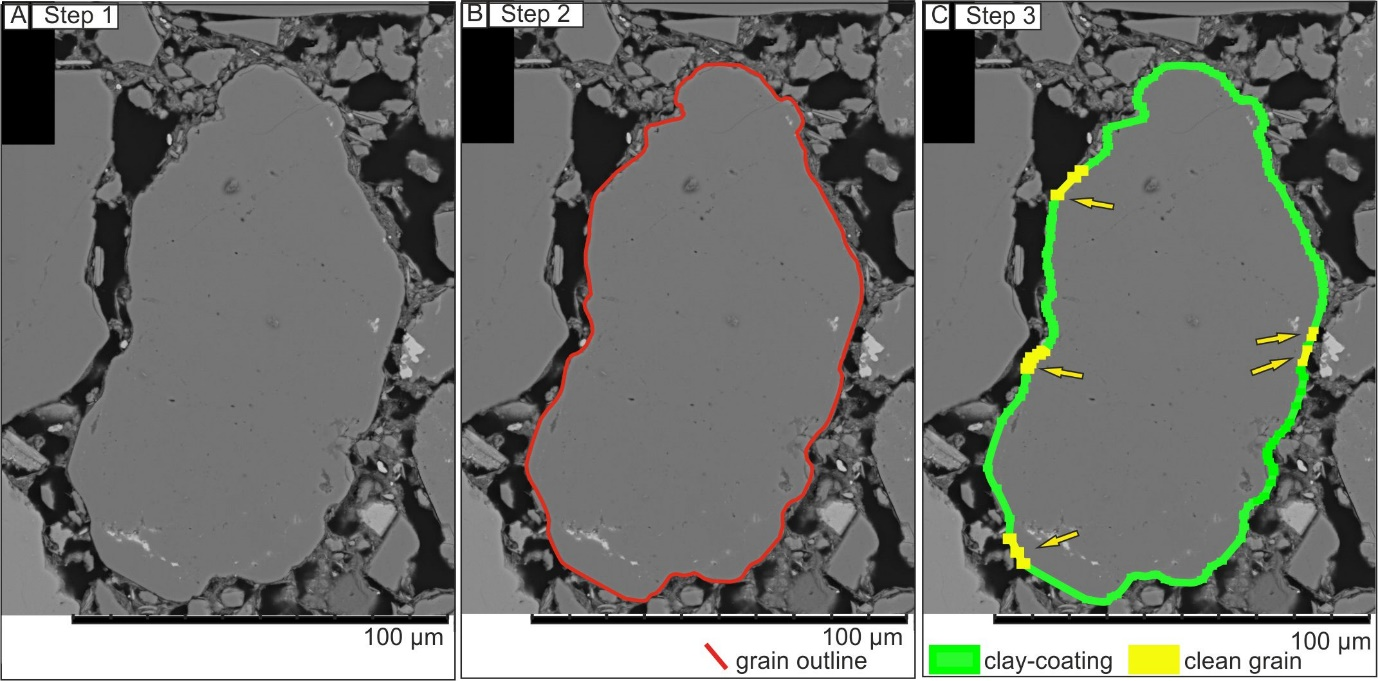 A Step 1
B Step 2
C Step 3
100 µm
100 µm
100 µm
grain outline
clay-coating
clean grain